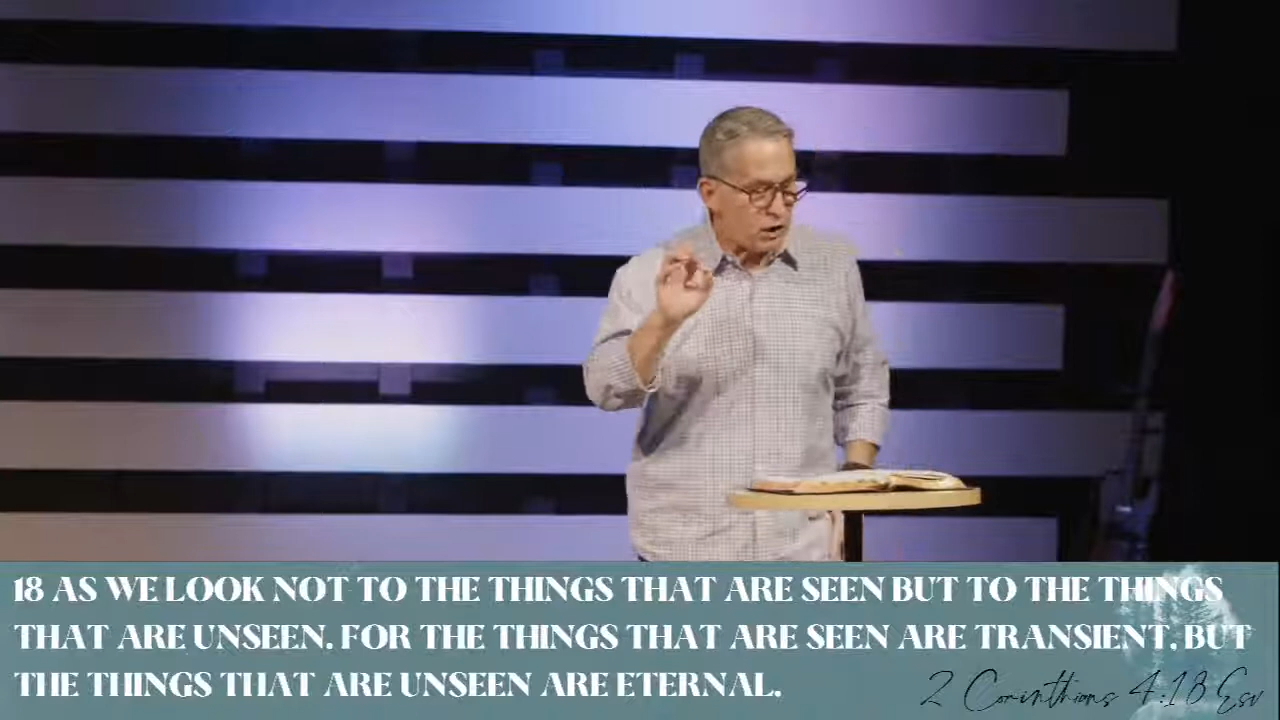 18 AS WE LOOK NOT TO THE THINGS THAT ARE SEEN BUT TO THE THINGS
THAT ARE UNSEEN. FOR THE THINGS THAT ARE SEEN ARE TRANSIENT, BUT
THE THINGS THAT ARE UNSEEN ARE ETERNAL.
2 Corinthians 4:18 Esv